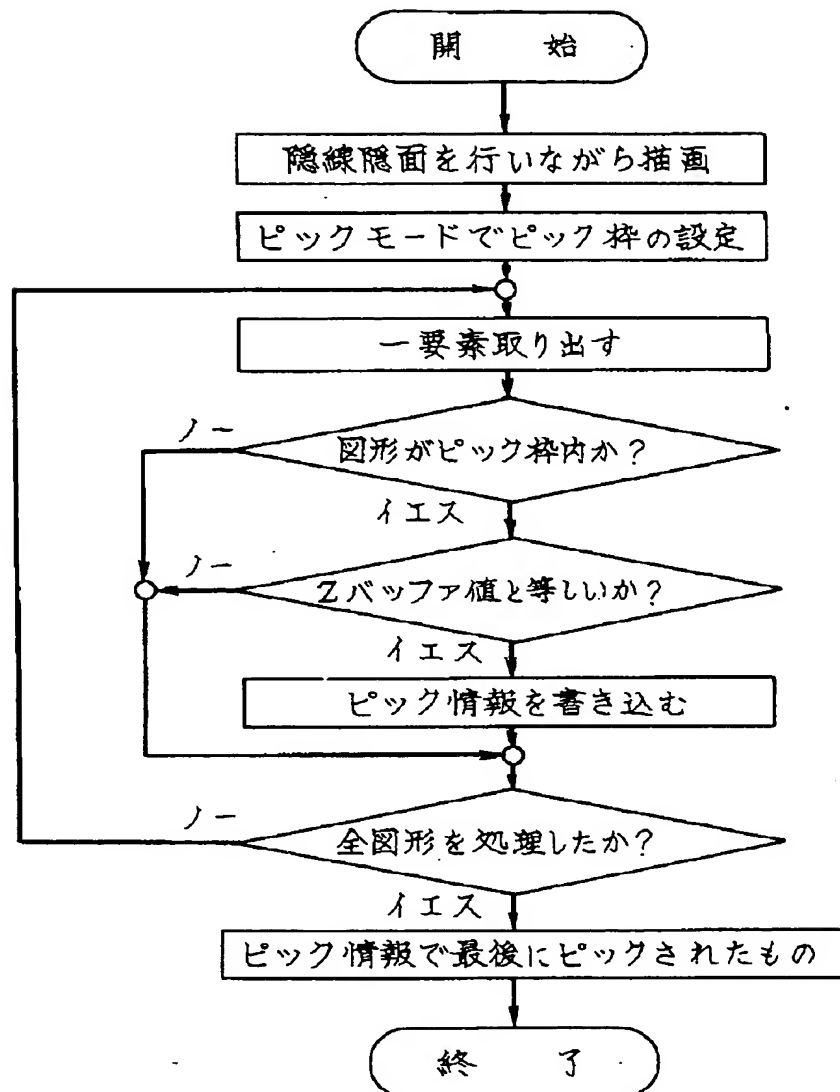 開 始
隠線隠面を行いながら描画
ピックモードでピック枠の設定
一要素取り出す
ノー
図形がピック枠内か?
イエス
ノー
Zバッファ値と等しいか?
イエス
ピック情報を書き込む
ノー
全図形を処理したか?
イエス
ピック情報で最後にピックされたもの
終 了